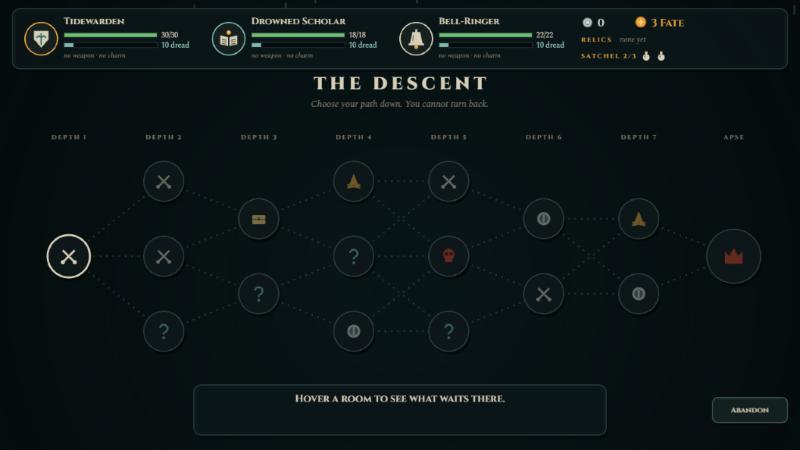 TIDEWARDEN
30/30
10 dread
no weapon · no charm
DROWNED SCHOLAR
18/18
10 dread
no weapon · no charm
BELL-RINGER
22/22
10 dread
no weapon · no charm
0
3 FATE
RELICS none yet
SATCHEL 2/3
THE DESCENT
Choose your path down. You cannot turn back.
DEPTH 1 DEPTH 2 DEPTH 3 DEPTH 4 DEPTH 5 DEPTH 6 DEPTH 7 APSE
?
?
?
?
HOVER A ROOM TO SEE WHAT WAITS THERE.
ABANDON